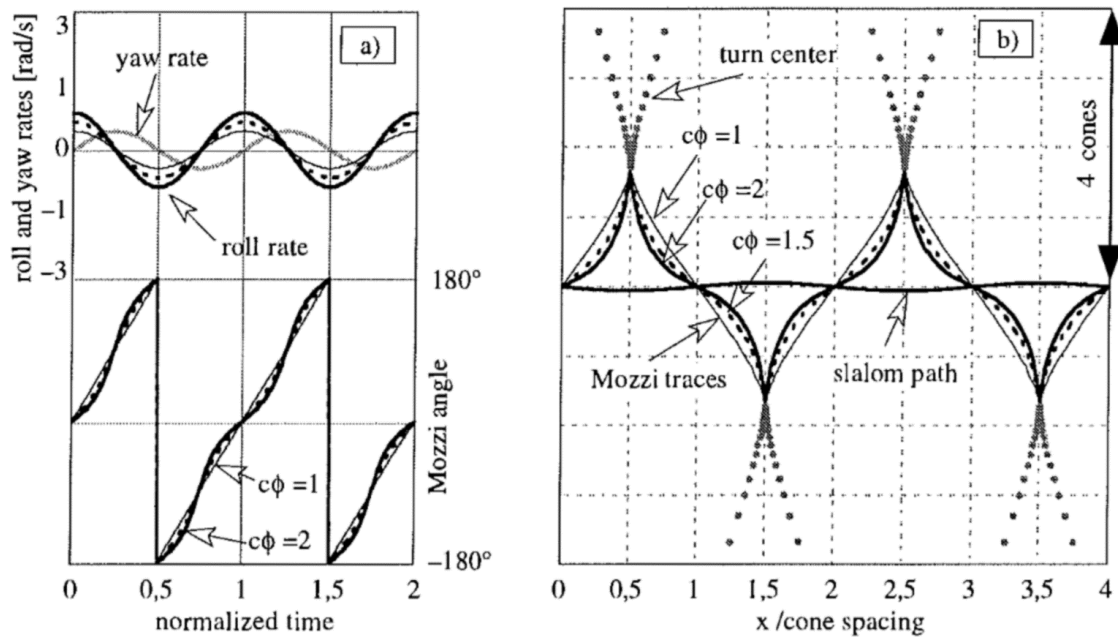 3
1
0
−1
−3
roll and yaw rates [rad/s]
a)
yaw rate
roll rate
180°
−180°
Mozzi angle
cϕ =1
cϕ =2
0
0,5
1
1,5
2
normalized time
b)
turn center
cϕ =1
cϕ =2
cϕ =1.5
4 cones
Mozzi traces
slalom path
0
0,5
1
1,5
2
2,5
3
3,5
4
x /cone spacing